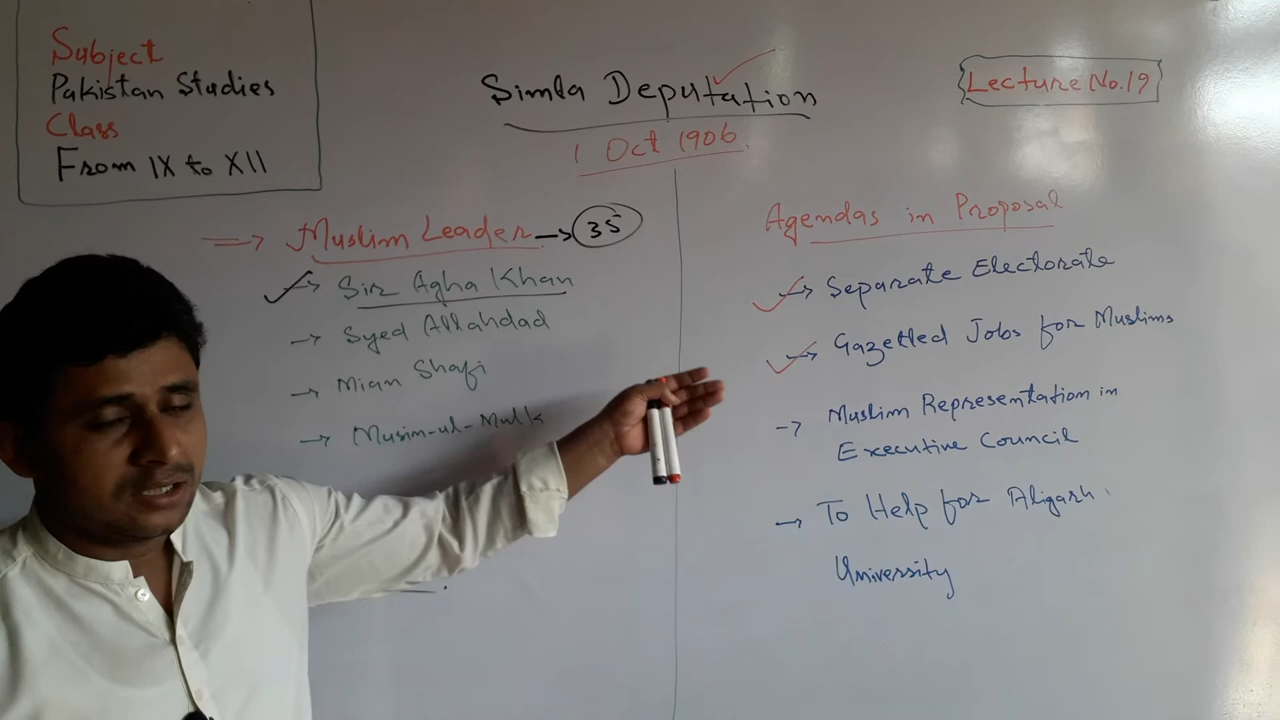 Subject
Pakistan Studies
Class
From IX to XII
Simla Deputation
1 Oct 1906
Lecture No.19
⇒ Muslim Leader → 35
→ Sir Agha Khan
→ Syed Allahdad
→ Mian Shafi
→ Musim-ul-Mulk
Agendas in Proposal
→ Separate Electorate
→ Gazetted Jobs for Muslims
→ Muslim Representation in
Executive Council
→ To Help for Aligarh
University